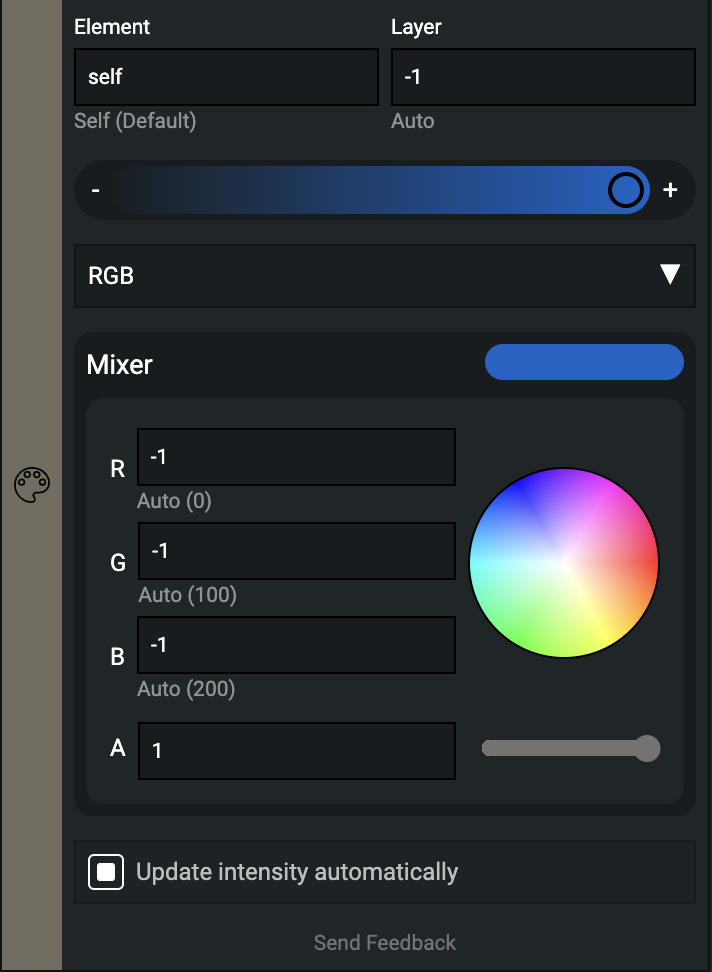 Element Layer
self -1
Self (Default) Auto
- +
RGB
Mixer
R -1
Auto (0)
G -1
Auto (100)
B -1
Auto (200)
A 1
Update intensity automatically
Send Feedback